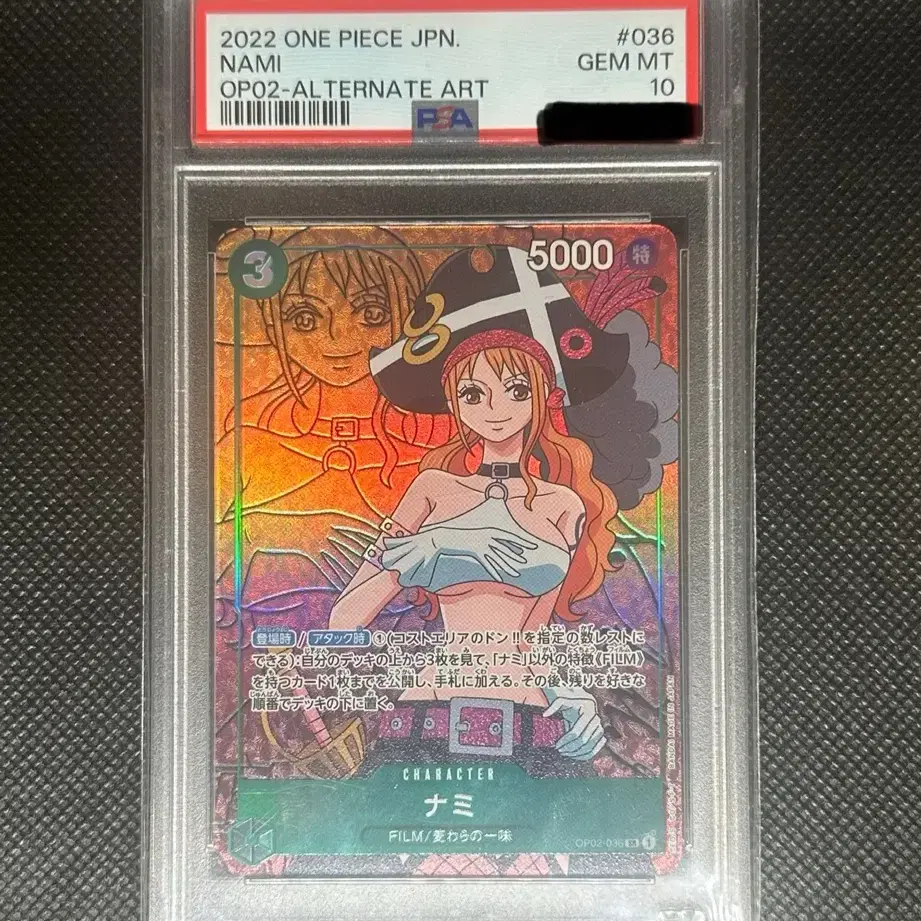 2022 ONE PIECE JPN. #036
NAMI GEM MT
OP02-ALTERNATE ART 10
PSA
3 5000 特
登場時 / アタック時 ①(コストエリアのドン!!を指定の数レストに
できる):自分のデッキの上から3枚を見て、「ナミ」以外の特徴《FILM》
を持つカード1枚までを公開し、手札に加える。その後、残りを好きな
順番でデッキの下に置く。
CHARACTER
ナミ
FILM/麦わらの一味
OP02-036 SR 1
BANDAI MADE IN JAPAN